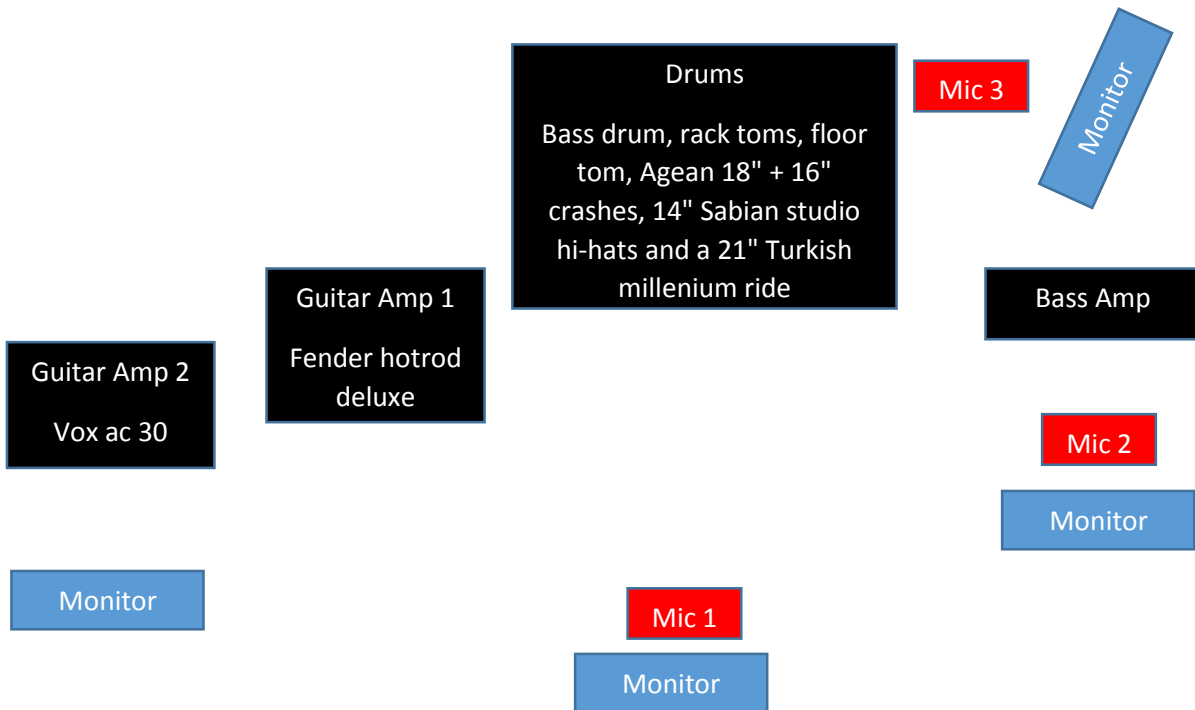 Drums
Bass drum, rack toms, floor
tom, Agean 18" + 16"
crashes, 14" Sabian studio
hi-hats and a 21" Turkish
millenium ride
Mic 3
Monitor
Guitar Amp 1
Fender hotrod
deluxe
Bass Amp
Guitar Amp 2
Vox ac 30
Mic 2
Monitor
Monitor
Mic 1
Monitor